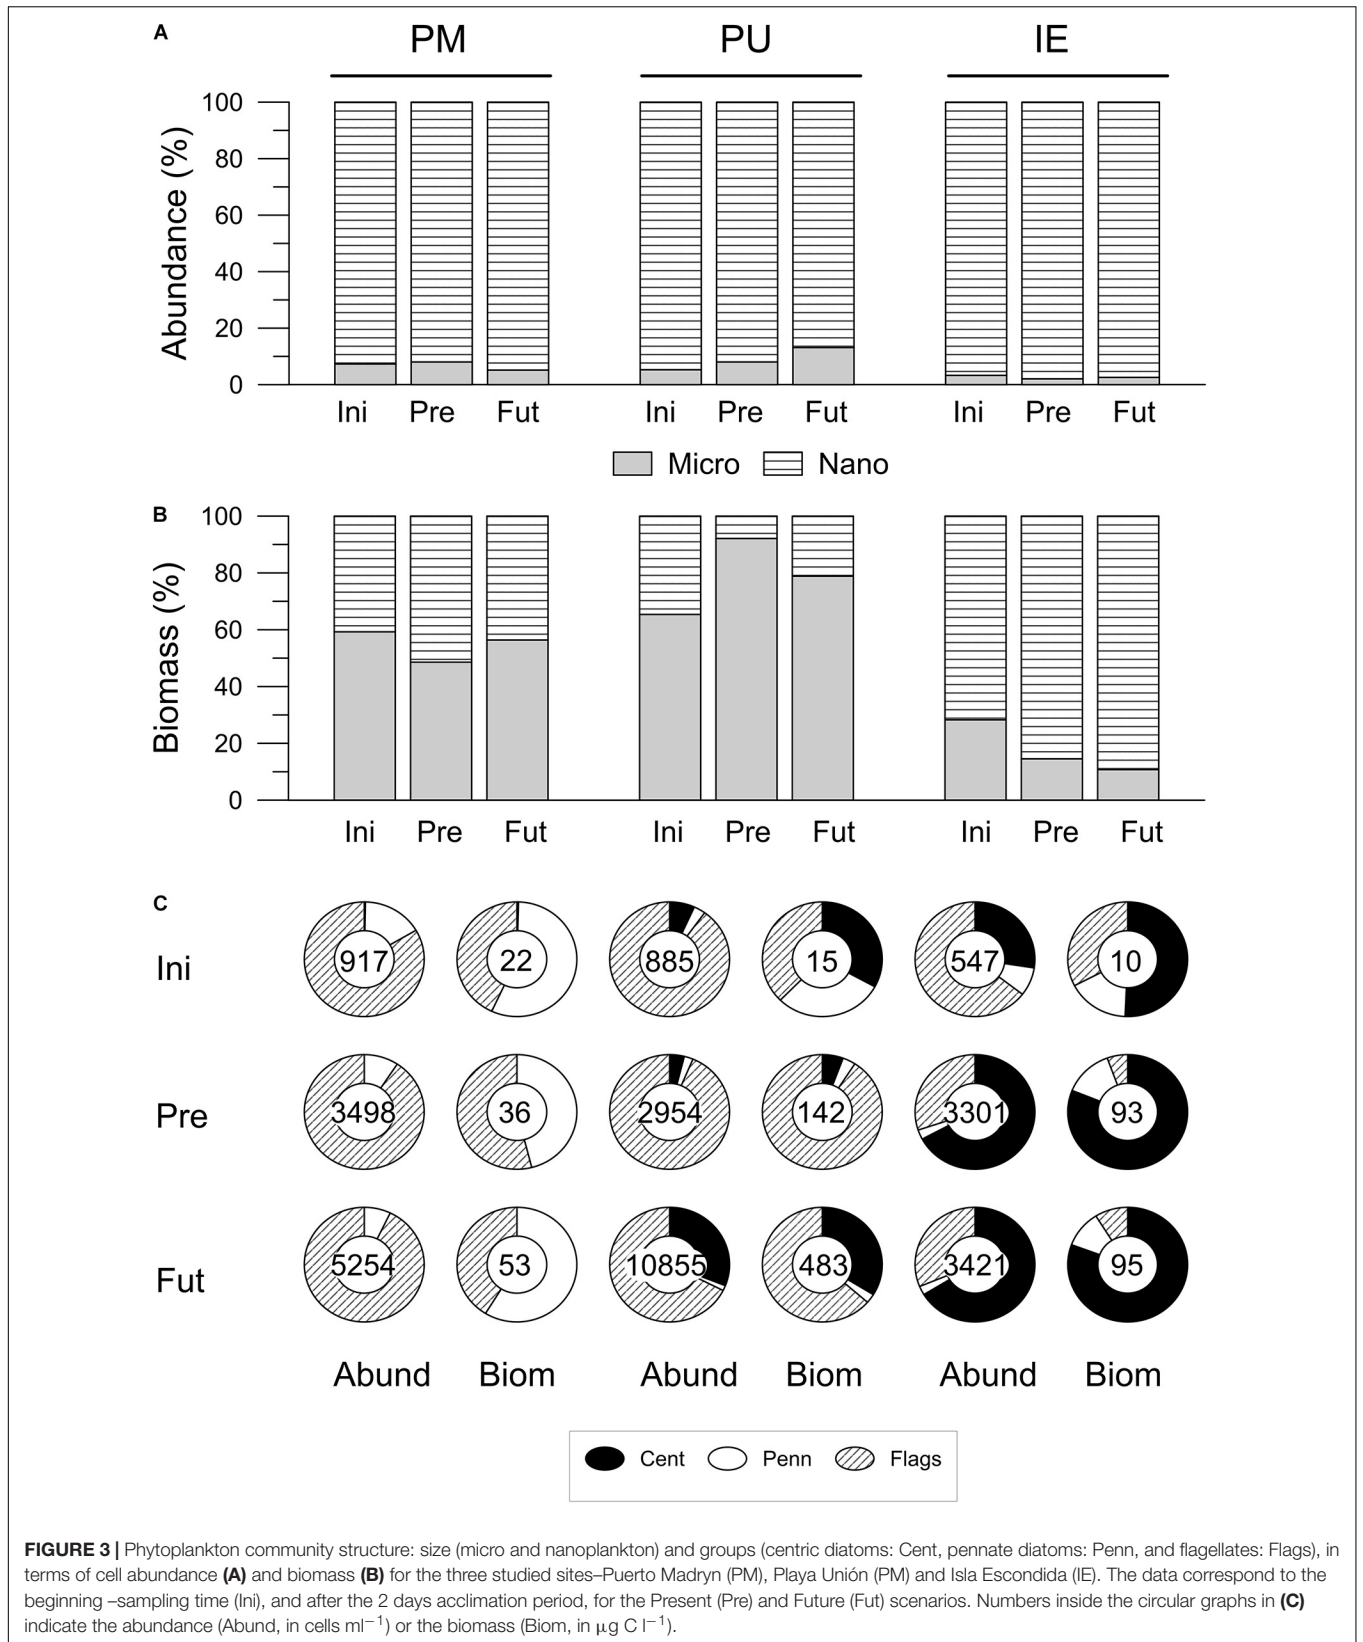 A
PM PU IE
Abundance (%)
100
80
60
40
20
0
Ini Pre Fut Ini Pre Fut Ini Pre Fut
Micro Nano
B
Biomass (%)
100
80
60
40
20
0
Ini Pre Fut Ini Pre Fut Ini Pre Fut
C
Ini 917 22 885 15 547 10
Pre 3498 36 2954 142 3301 93
Fut 5254 53 10855 483 3421 95
Abund Biom Abund Biom Abund Biom
Cent Penn Flags
FIGURE 3 | Phytoplankton community structure: size (micro and nanoplankton) and groups (centric diatoms: Cent, pennate diatoms: Penn, and flagellates: Flags), in
terms of cell abundance (A) and biomass (B) for the three studied sites–Puerto Madryn (PM), Playa Unión (PM) and Isla Escondida (IE). The data correspond to the
beginning –sampling time (Ini), and after the 2 days acclimation period, for the Present (Pre) and Future (Fut) scenarios. Numbers inside the circular graphs in (C)
indicate the abundance (Abund, in cells ml−1) or the biomass (Biom, in μg C l−1).